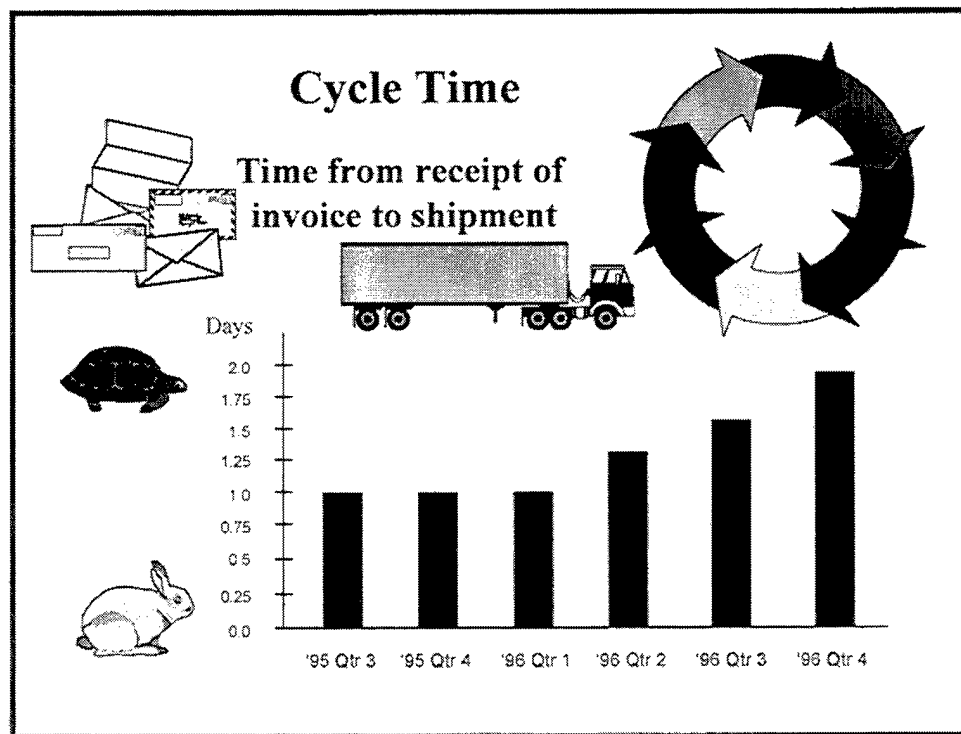 Cycle Time
Time from receipt of
invoice to shipment
Days
2.0
1.75
1.5
1.25
1.0
0.75
0.5
0.25
0.0
'95 Qtr 3 '95 Qtr 4 '96 Qtr 1 '96 Qtr 2 '96 Qtr 3 '96 Qtr 4